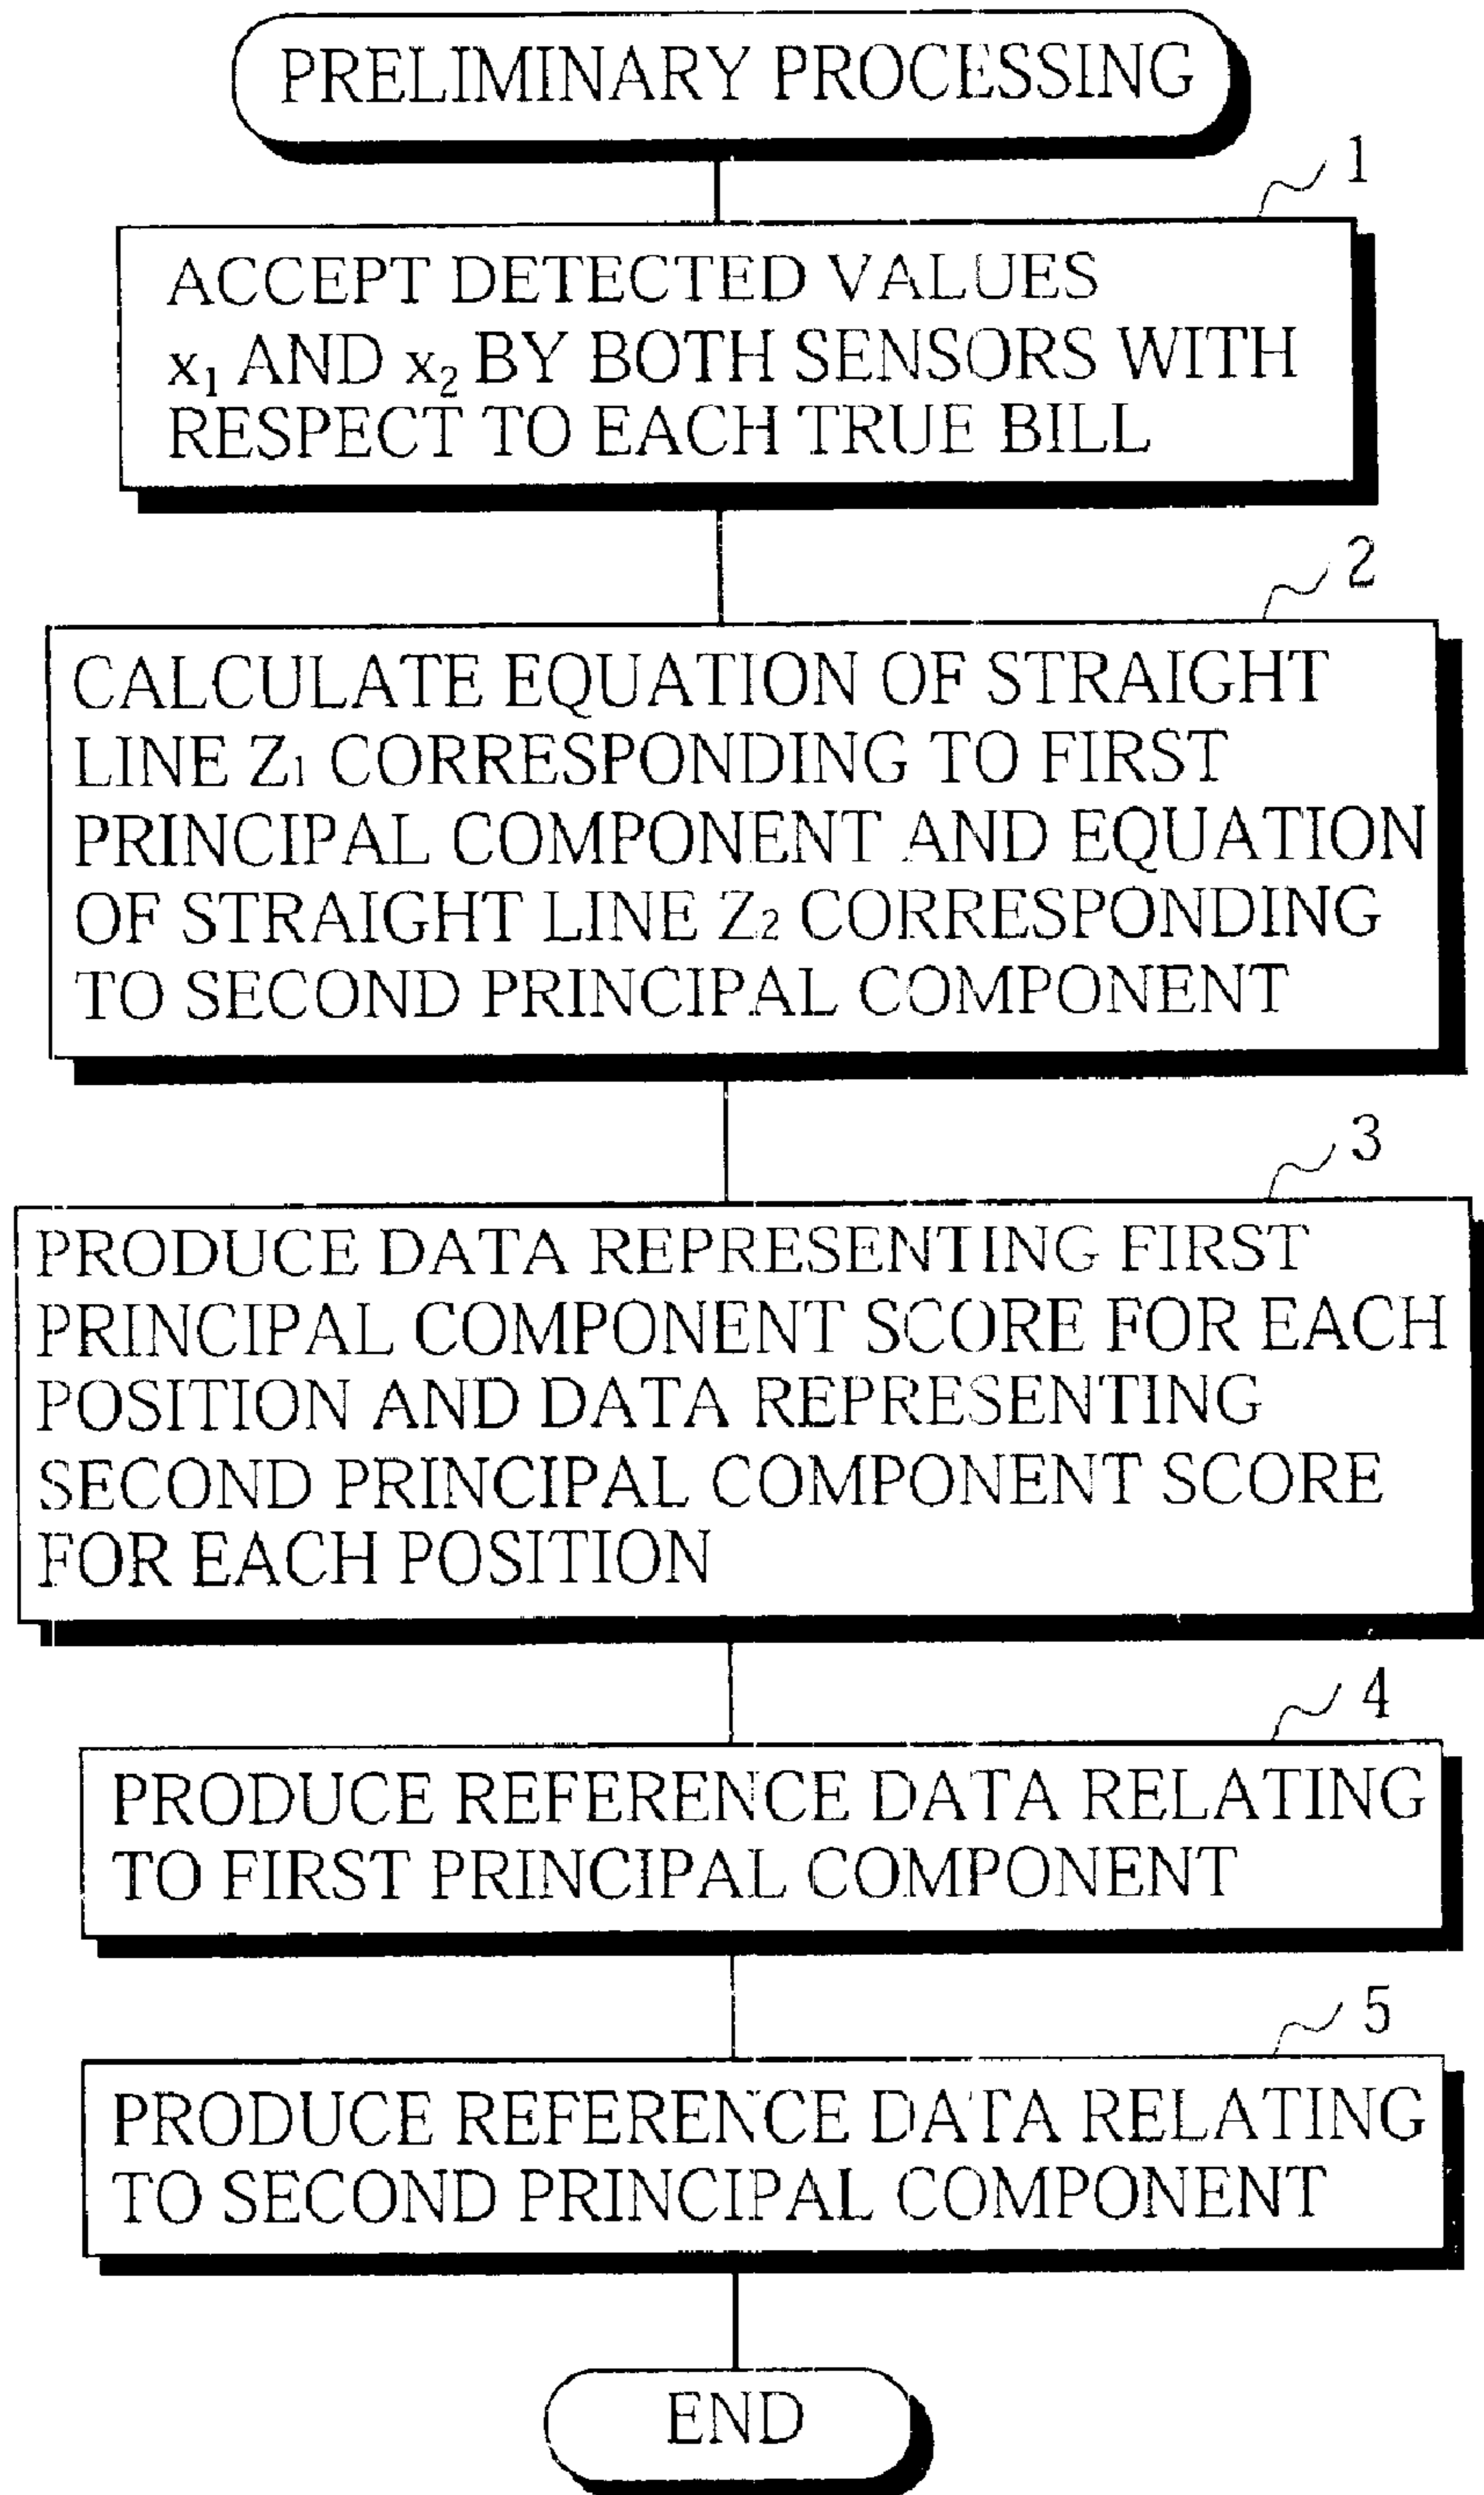 PRELIMINARY PROCESSING
1
ACCEPT DETECTED VALUES
x₁ AND x₂ BY BOTH SENSORS WITH
RESPECT TO EACH TRUE BILL
2
CALCULATE EQUATION OF STRAIGHT
LINE Z₁ CORRESPONDING TO FIRST
PRINCIPAL COMPONENT AND EQUATION
OF STRAIGHT LINE Z₂ CORRESPONDING
TO SECOND PRINCIPAL COMPONENT
3
PRODUCE DATA REPRESENTING FIRST
PRINCIPAL COMPONENT SCORE FOR EACH
POSITION AND DATA REPRESENTING
SECOND PRINCIPAL COMPONENT SCORE
FOR EACH POSITION
4
PRODUCE REFERENCE DATA RELATING
TO FIRST PRINCIPAL COMPONENT
5
PRODUCE REFERENCE DATA RELATING
TO SECOND PRINCIPAL COMPONENT
END